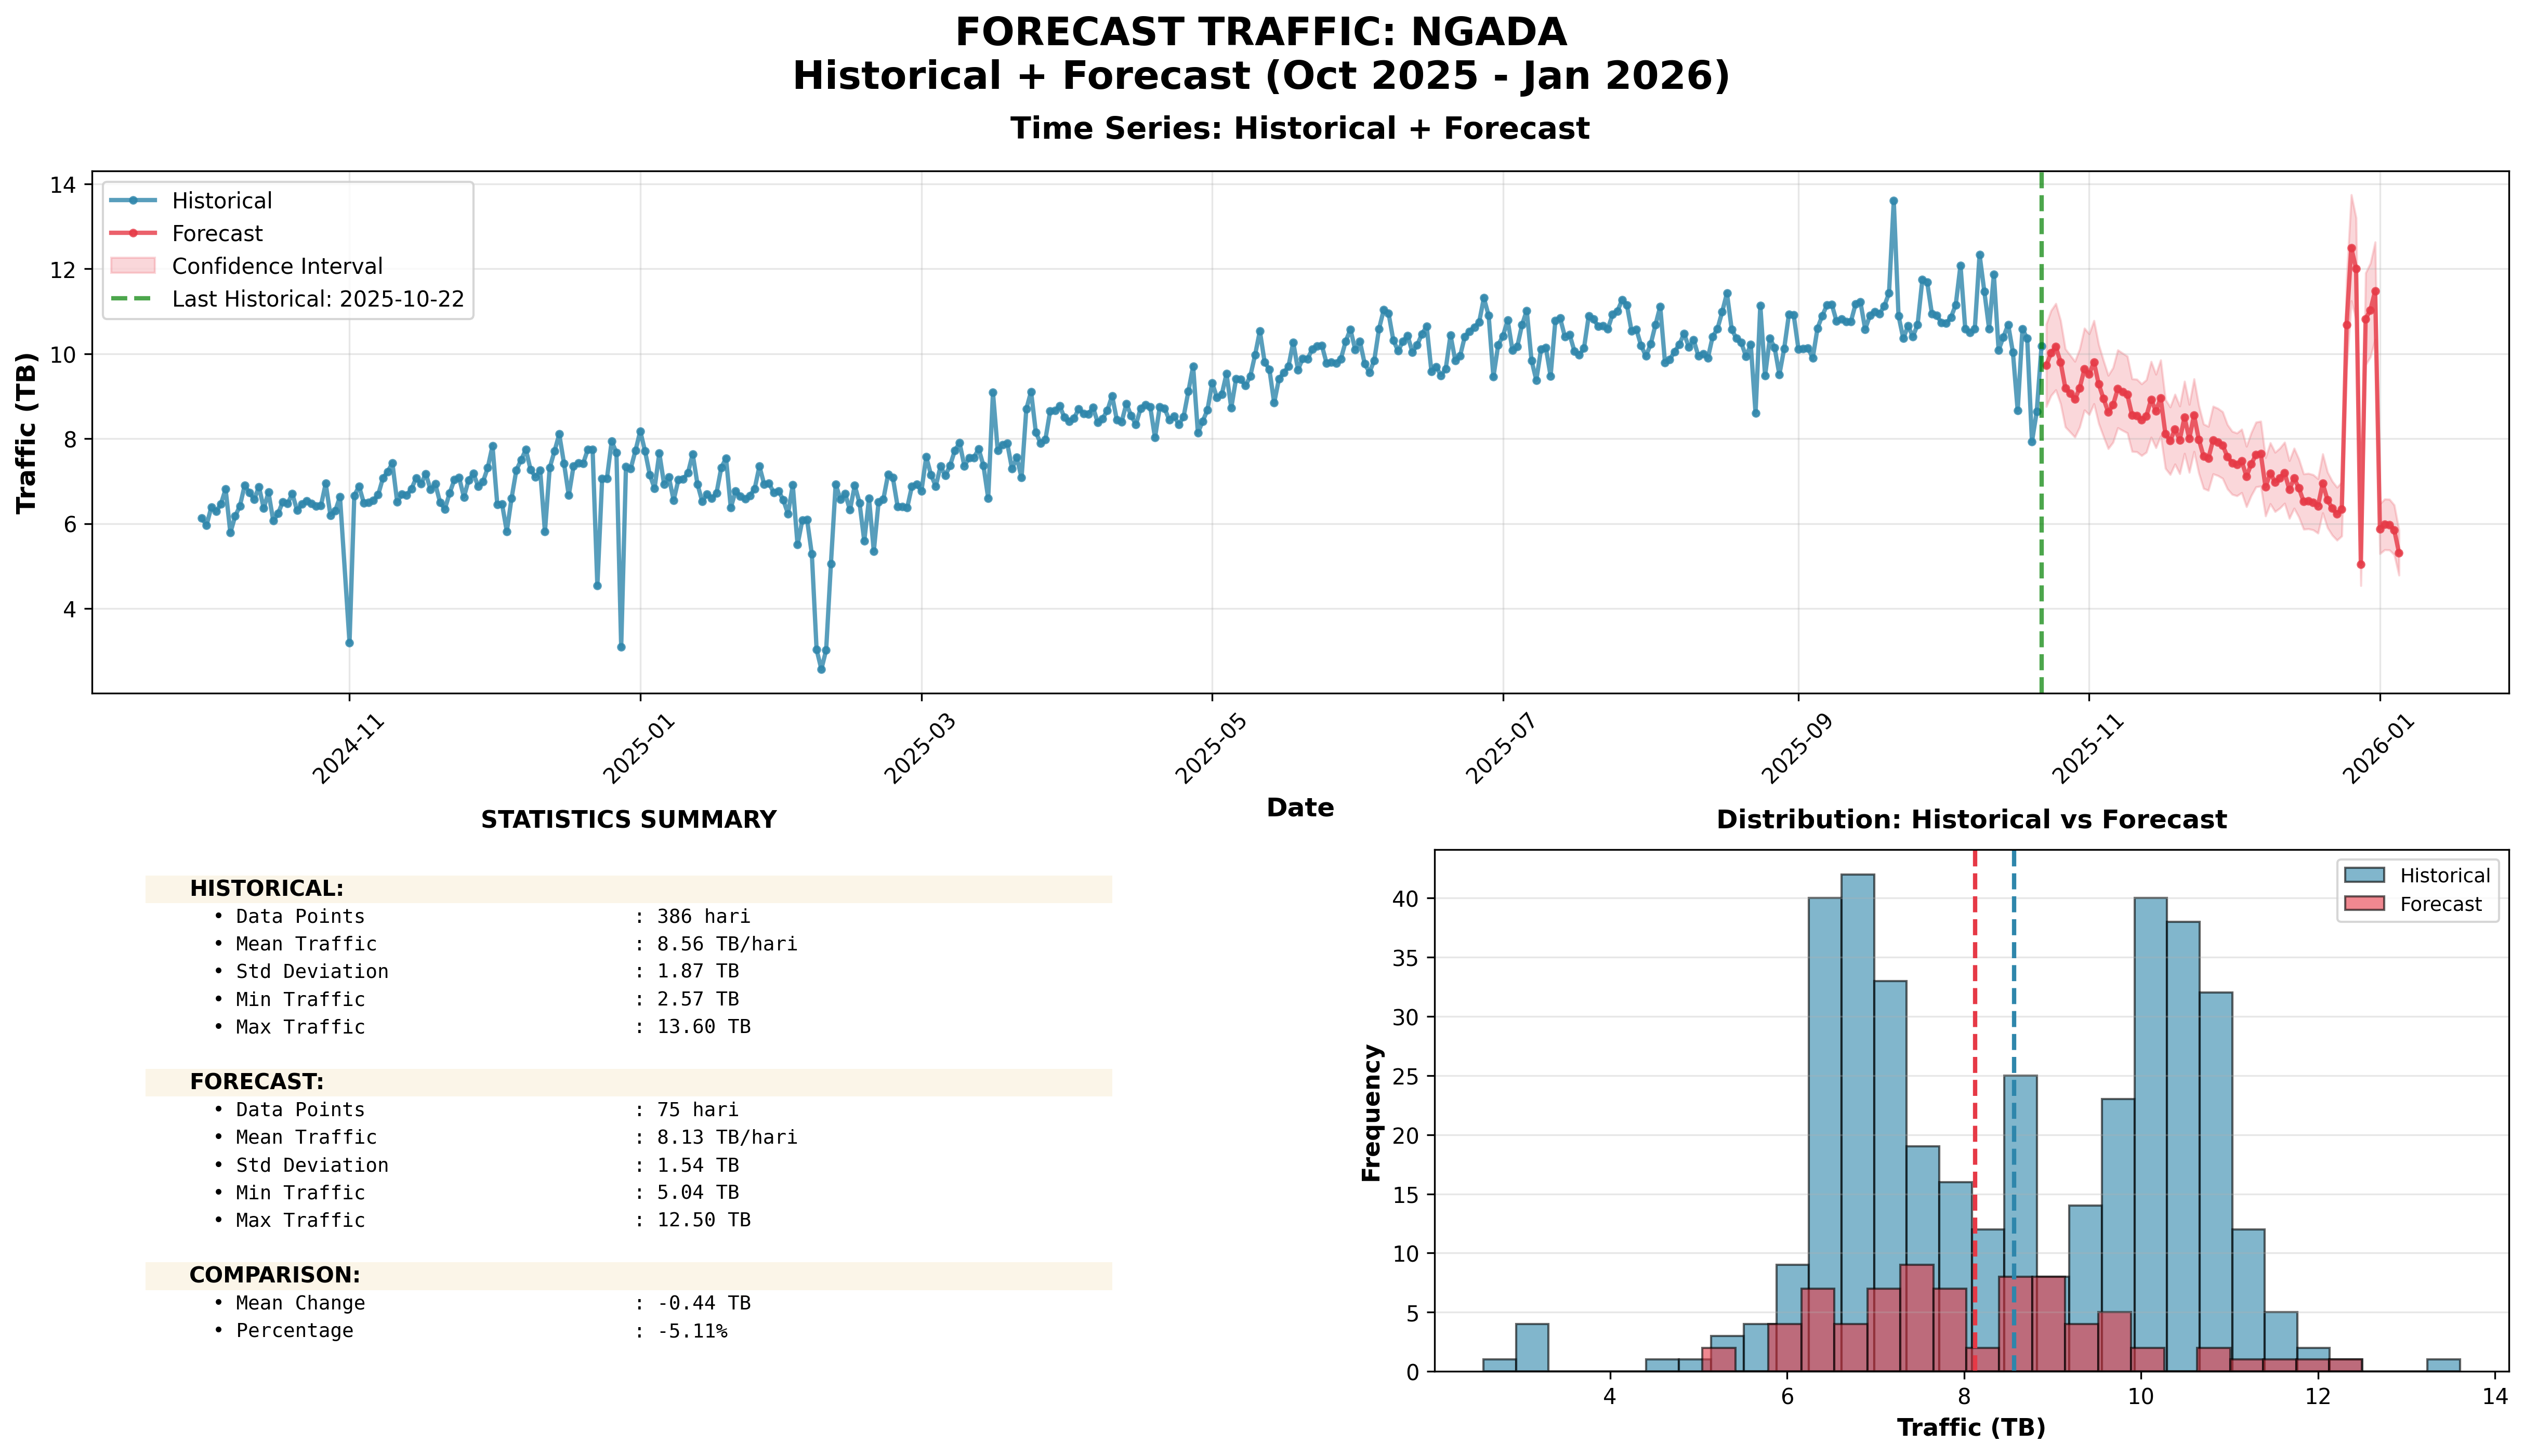 FORECAST TRAFFIC: NGADA
Historical + Forecast (Oct 2025 - Jan 2026)
Time Series: Historical + Forecast
Historical
Forecast
Confidence Interval
Last Historical: 2025-10-22
Traffic (TB)
14
12
10
8
6
4
2024-11
2025-01
2025-03
2025-05
2025-07
2025-09
2025-11
2026-01
Date
STATISTICS SUMMARY
HISTORICAL:
• Data Points : 386 hari
• Mean Traffic : 8.56 TB/hari
• Std Deviation : 1.87 TB
• Min Traffic : 2.57 TB
• Max Traffic : 13.60 TB
FORECAST:
• Data Points : 75 hari
• Mean Traffic : 8.13 TB/hari
• Std Deviation : 1.54 TB
• Min Traffic : 5.04 TB
• Max Traffic : 12.50 TB
COMPARISON:
• Mean Change : -0.44 TB
• Percentage : -5.11%
Distribution: Historical vs Forecast
Historical
Forecast
Frequency
40
35
30
25
20
15
10
5
0
4
6
8
10
12
14
Traffic (TB)